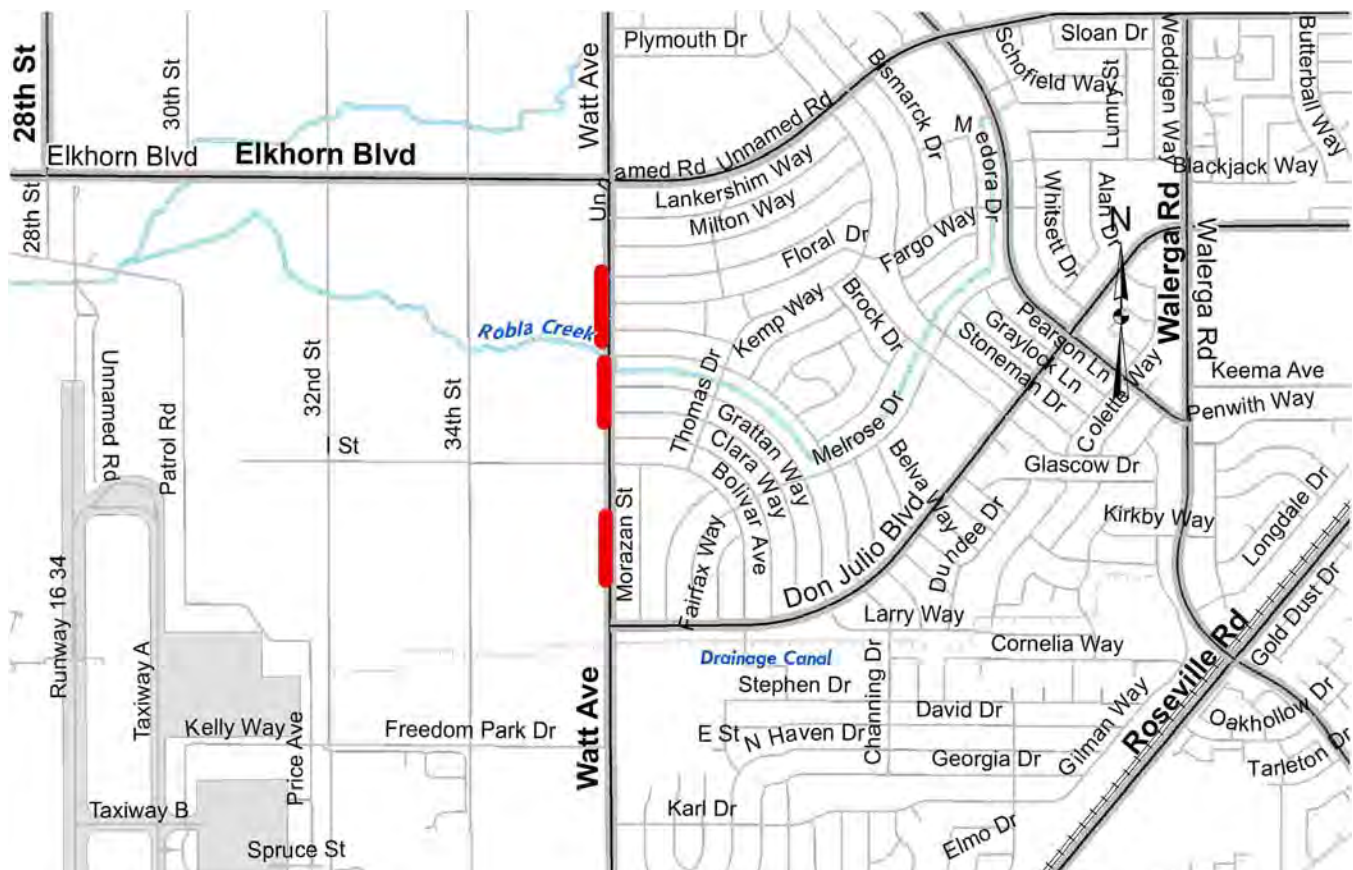 Plymouth Dr
Sloan Dr
28th St
30th St
Watt Ave
Bismarck Dr
Schoffield Way
Lummy St
Weddigen Way
Butterball Way
Elkhorn Blvd
Elkhorn Blvd
amed Rd
Unnamed Rd
Medora Dr
Blackjack Way
Lankershim Way
Milton Way
Whitsett Dr
Alan Dr
N
Walerga Rd
Walerga Rd
28th St
Un
Floral Dr
Fargo Way
Robla Creek
Kemp Way
Brock Dr
Pearson Ln
Graylock Ln
Stoneman Dr
Colette Way
Keema Ave
Penwith Way
Unnamed Rd
Patrol Rd
32nd St
34th St
I St
Thomas Dr
Grattan Way
Clara Way
Bolivar Ave
Melrose Dr
Belva Way
Glascow Dr
Kirkby Way
Longdale Dr
Morazan St
Fairfax Way
Don Julio Blvd
Dundee Dr
Larry Way
Cornelia Way
Gold Dust Dr
Roseville Rd
Runway 16 34
Taxiway A
Drainage Canal
Stephen Dr
Channing Dr
David Dr
Gilman Way
Oakhollow Dr
Tarleton Dr
Kelly Way
Price Ave
Freedom Park Dr
Watt Ave
E St
N Haven Dr
Georgia Dr
Taxiway B
Karl Dr
Elmo Dr
Spruce St